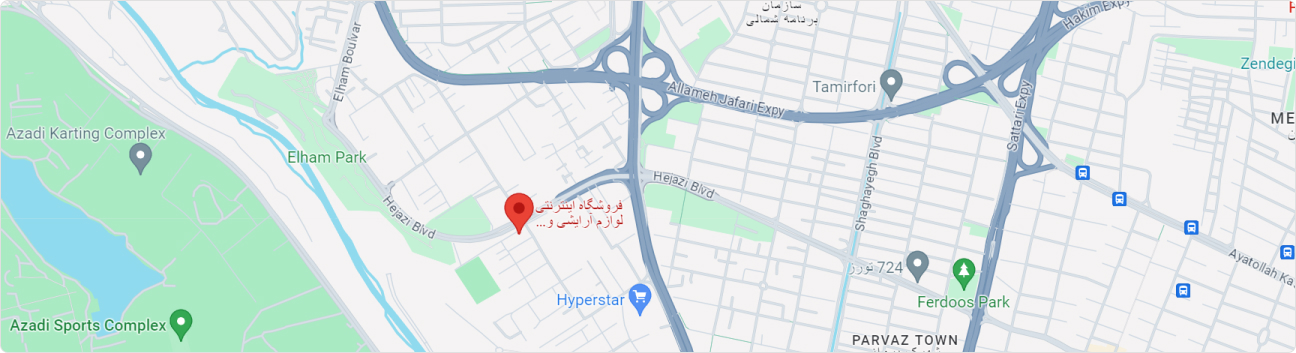 سازمان
برنامه شمالی
Hakim Expy
Zendegi
Elham Boulvar
Tamirfori
Allameh Jafari Expy
Sattari Expy
ME
Azadi Karting Complex
Elham Park
Shaghayegh Blvd
Hejazi Blvd
Hejazi Blvd
فروشگاه اینترنتی
لوازم آرایشی و...
Ayatollah Ka
724 تورز
Hyperstar
Ferdoos Park
Azadi Sports Complex
PARVAZ TOWN